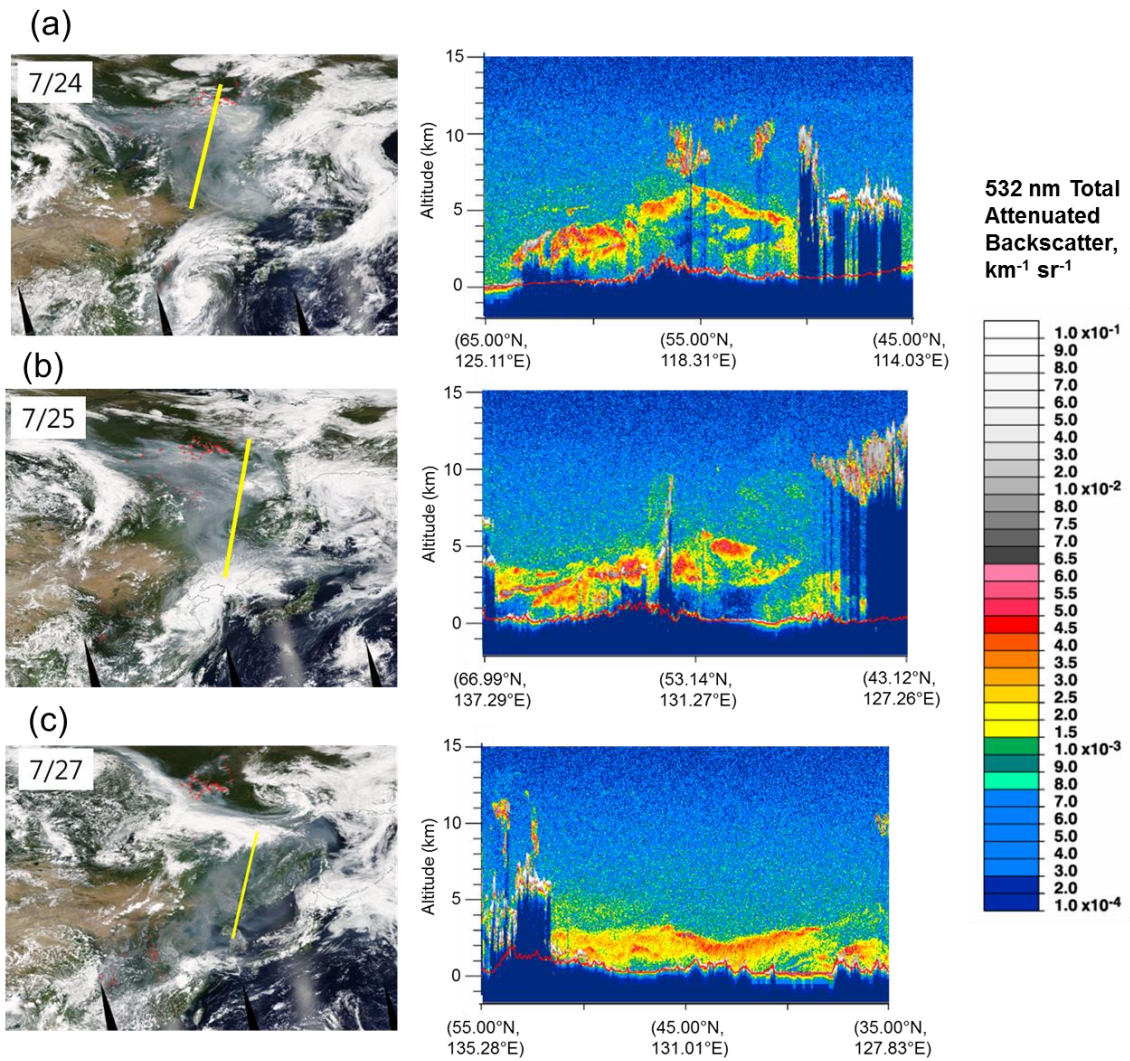 (a)
7/24
15
10
5
0
Altitude (km)
(65.00°N,
125.11°E)
(55.00°N,
118.31°E)
(45.00°N,
114.03°E)
(b)
7/25
15
10
5
0
Altitude (km)
(66.99°N,
137.29°E)
(53.14°N,
131.27°E)
(43.12°N,
127.26°E)
(c)
7/27
15
10
5
0
Altitude (km)
(55.00°N,
135.28°E)
(45.00°N,
131.01°E)
(35.00°N,
127.83°E)
532 nm Total
Attenuated
Backscatter,
km-1 sr-1
1.0 x10-1
9.0
8.0
7.0
6.0
5.0
4.0
3.0
2.0
1.0 x10-2
8.0
7.5
7.0
6.5
6.0
5.5
5.0
4.5
4.0
3.5
3.0
2.5
2.0
1.5
1.0 x10-3
9.0
8.0
7.0
6.0
5.0
4.0
3.0
2.0
1.0 x10-4